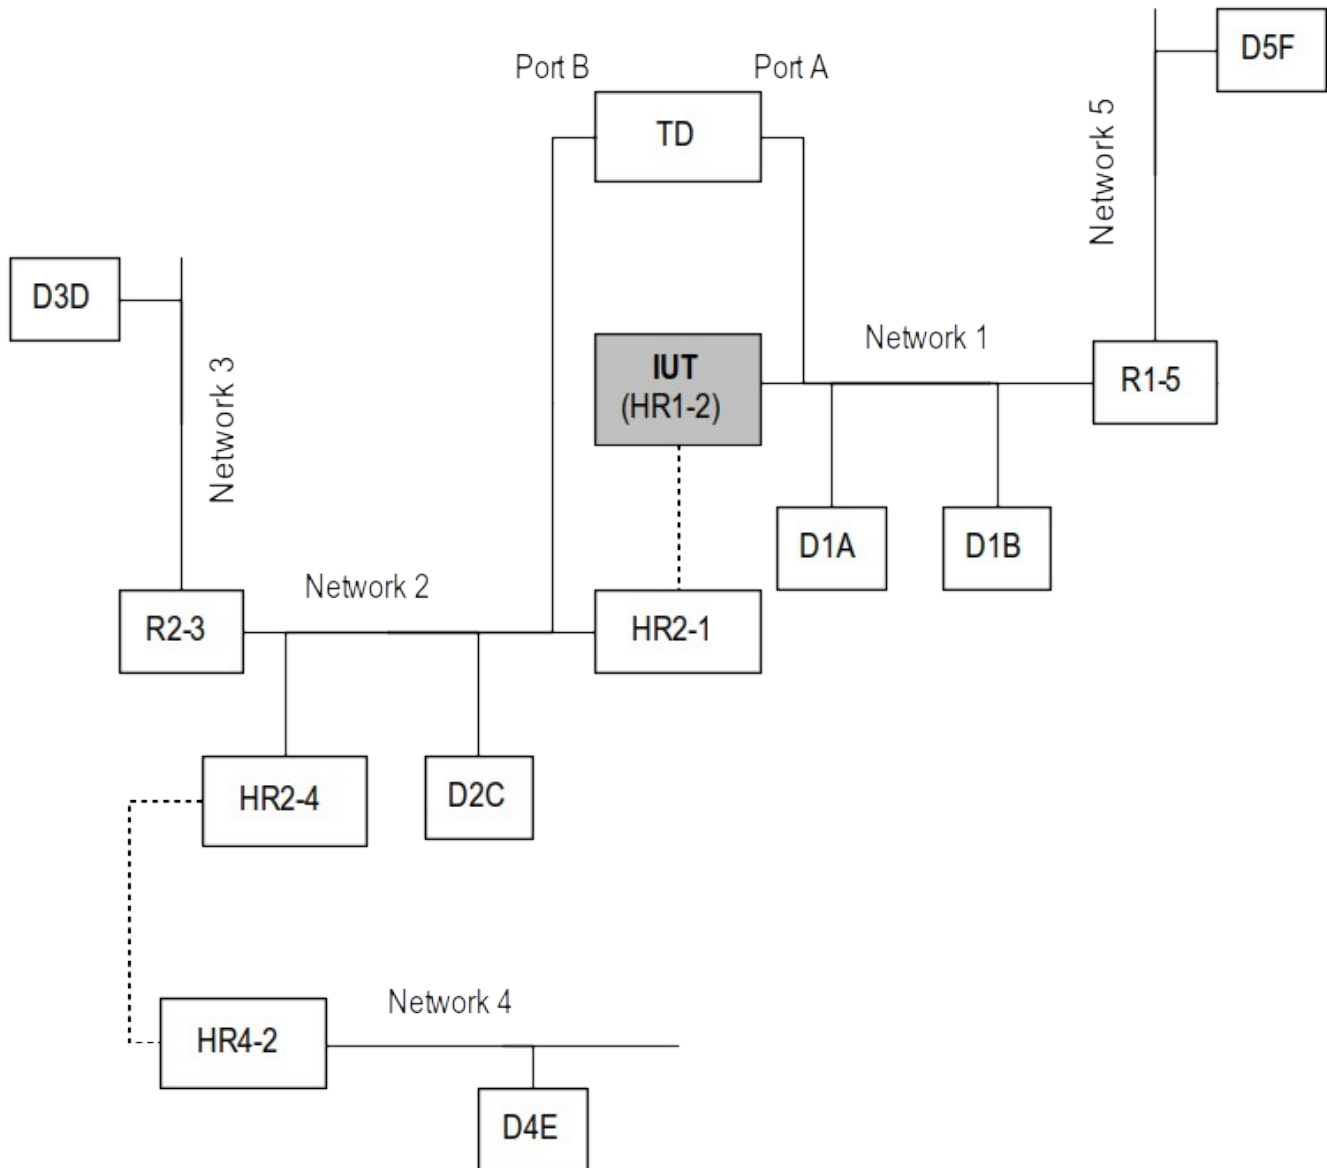 D5F
Port B
Port A
TD
Network 5
D3D
Network 3
IUT
(HR1-2)
Network 1
R1-5
D1A
D1B
Network 2
R2-3
HR2-1
HR2-4
D2C
Network 4
HR4-2
D4E